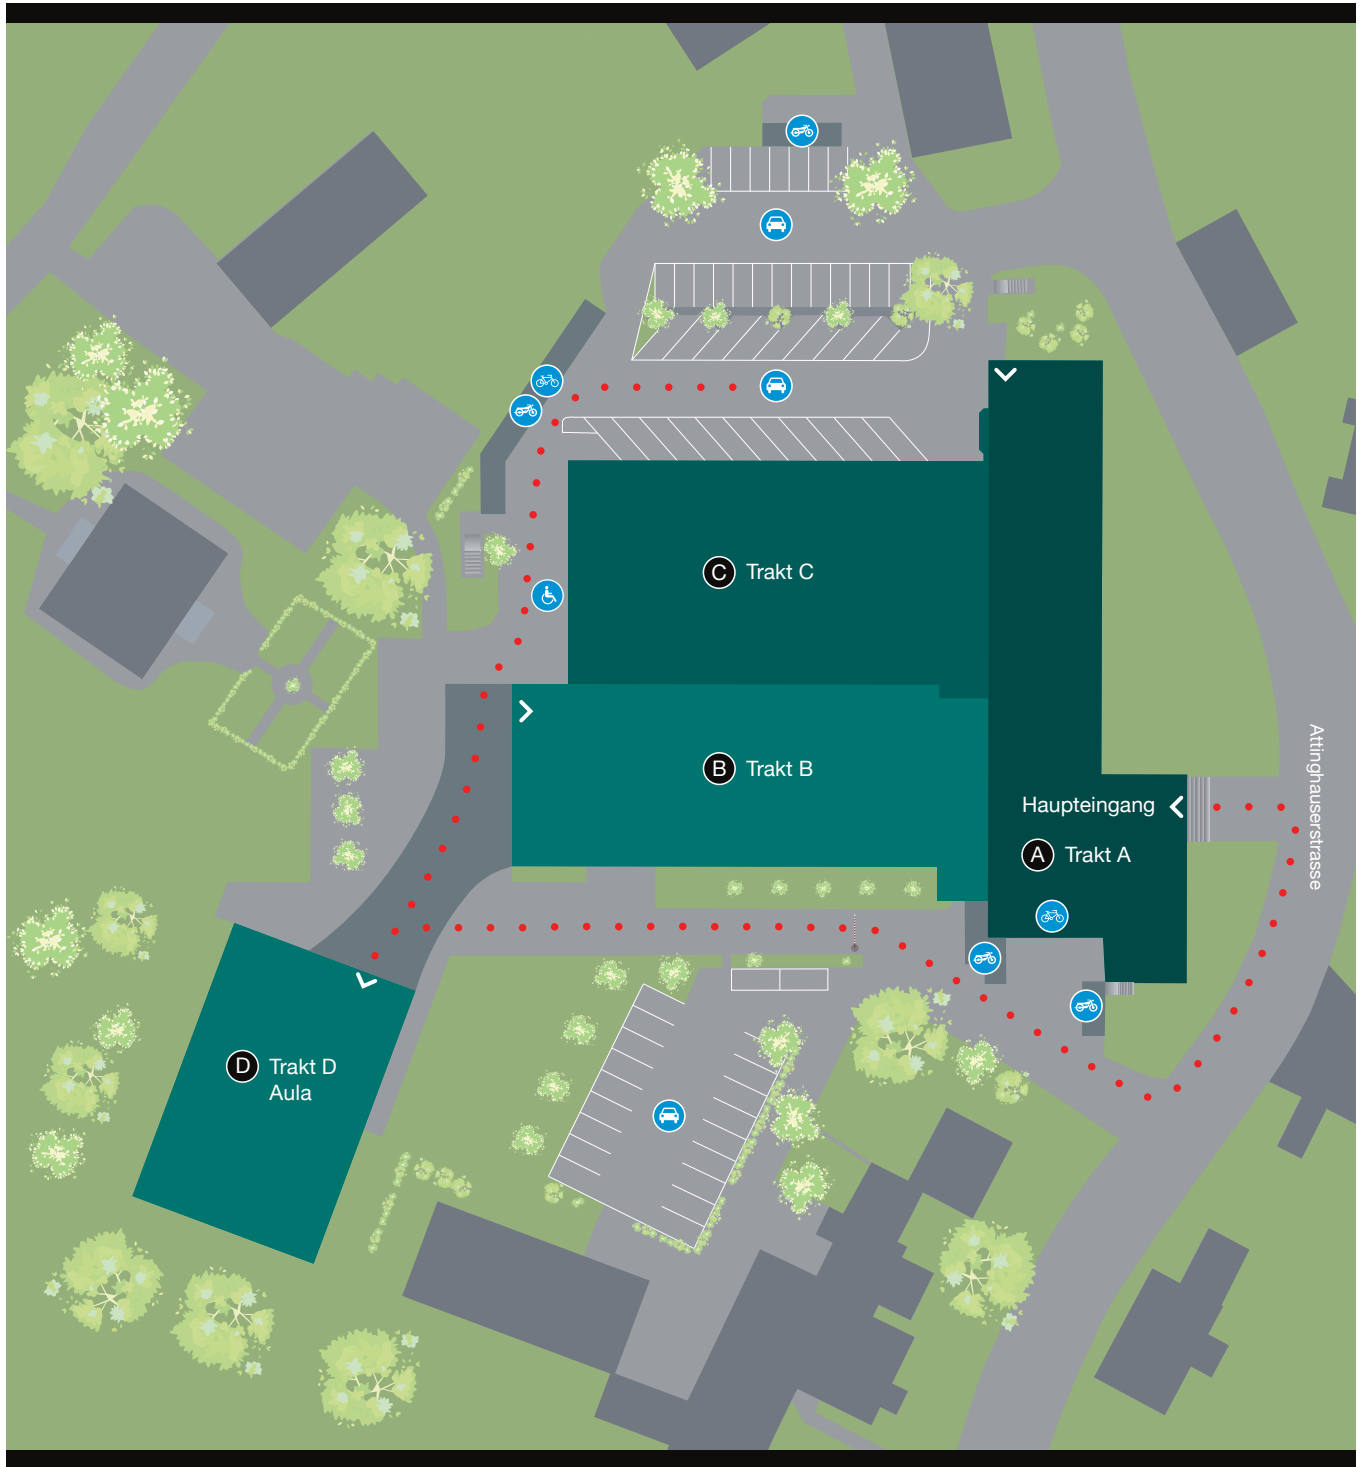 C Trakt C
B Trakt B
Haupteingang
A Trakt A
Attinghauserstrasse
D Trakt D
Aula